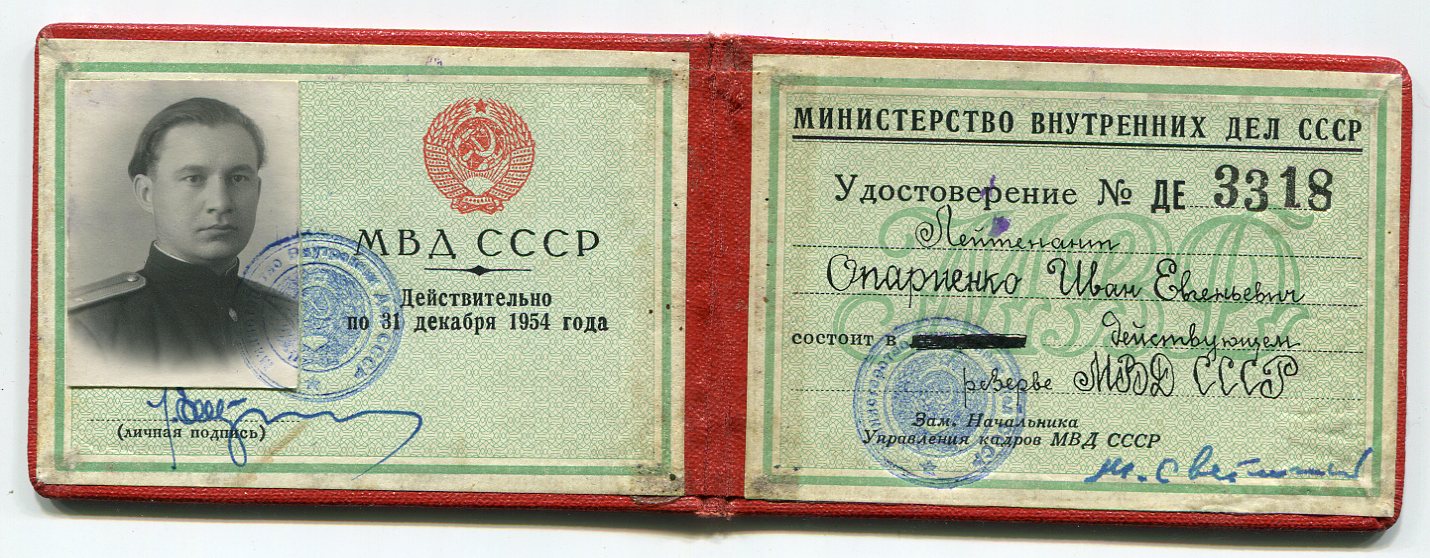 МВД СССР
Действительно
по 31 декабря 1954 года
(личная подпись)
МИНИСТЕРСТВО ВНУТРЕННИХ ДЕЛ СССР
Удостоверение № ДЕ 3318
Лейтенант
Опариенко Иван Евгеньевич
состоит в действующем
резерве МВД СССР
Зам. Начальника
Управления кадров МВД СССР